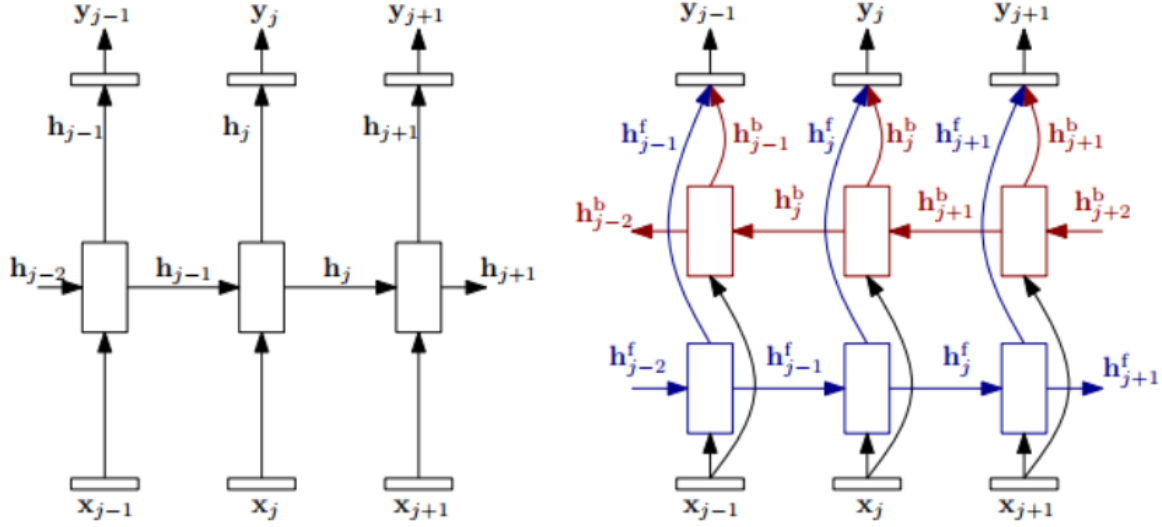 y_{j−1} y_j y_{j+1}
h_{j−1} h_j h_{j+1}
h_{j−2} h_{j−1} h_j h_{j+1}
x_{j−1} x_j x_{j+1}
y_{j−1} y_j y_{j+1}
h^f_{j−1} h^b_{j−1} h^f_j h^b_j h^f_{j+1} h^b_{j+1}
h^b_{j−2} h^b_j h^b_{j+1} h^b_{j+2}
h^f_{j−2} h^f_{j−1} h^f_j h^f_{j+1}
x_{j−1} x_j x_{j+1}